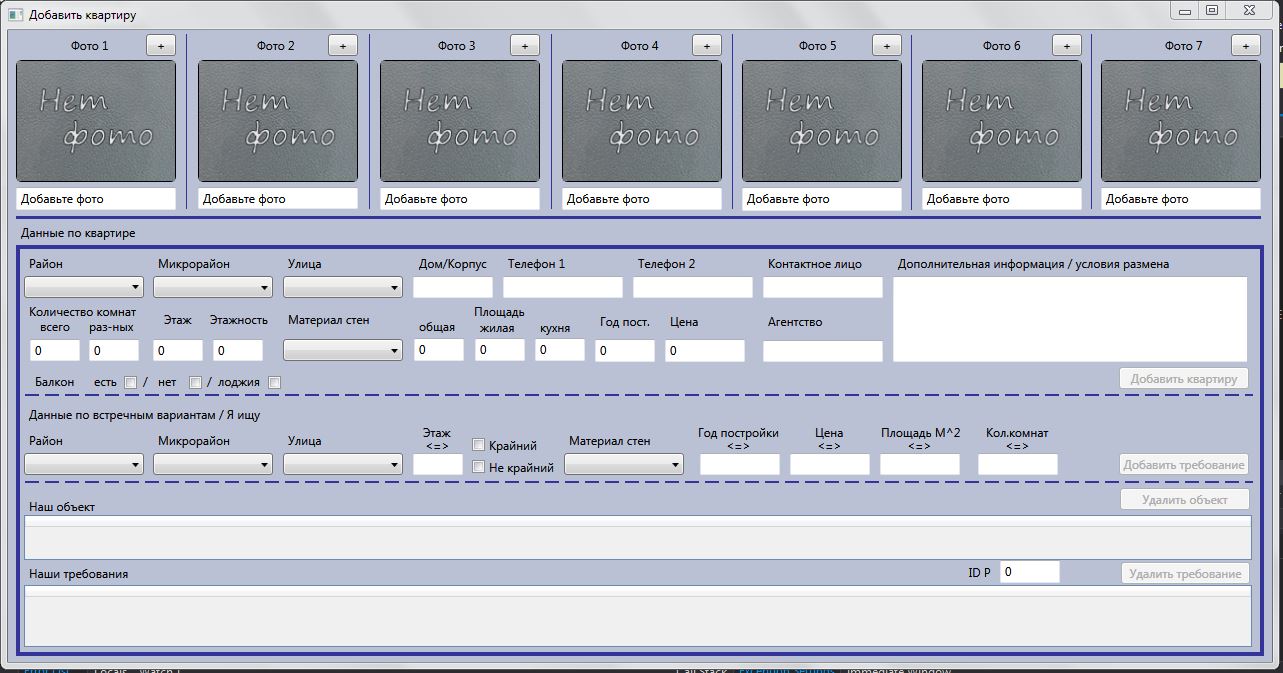 Добавить квартиру
Фото 1 + Фото 2 + Фото 3 + Фото 4 + Фото 5 + Фото 6 + Фото 7 +
Нет Нет Нет Нет Нет Нет Нет
фото фото фото фото фото фото фото
Добавьте фото Добавьте фото Добавьте фото Добавьте фото Добавьте фото Добавьте фото Добавьте фото
Данные по квартире
Район Микрорайон Улица Дом/Корпус Телефон 1 Телефон 2 Контактное лицо Дополнительная информация / условия размена
Количество комнат Площадь
всего раз-ных Этаж Этажность Материал стен общая жилая кухня Год пост. Цена Агентство
0 0 0 0 0 0 0 0 0
Балкон есть / нет / лоджия Добавить квартиру
Данные по встречным вариантам / Я ищу
Район Микрорайон Улица Этаж Крайний Материал стен Год постройки Цена Площадь М^2 Кол.комнат
<=> <=> <=> <=> <=>
Не крайний Добавить требование
Удалить объект
Наш объект
Наши требования ID P 0 Удалить требование
Error List Locals Watch 1 Call Stack Exception Settings Immediate Window